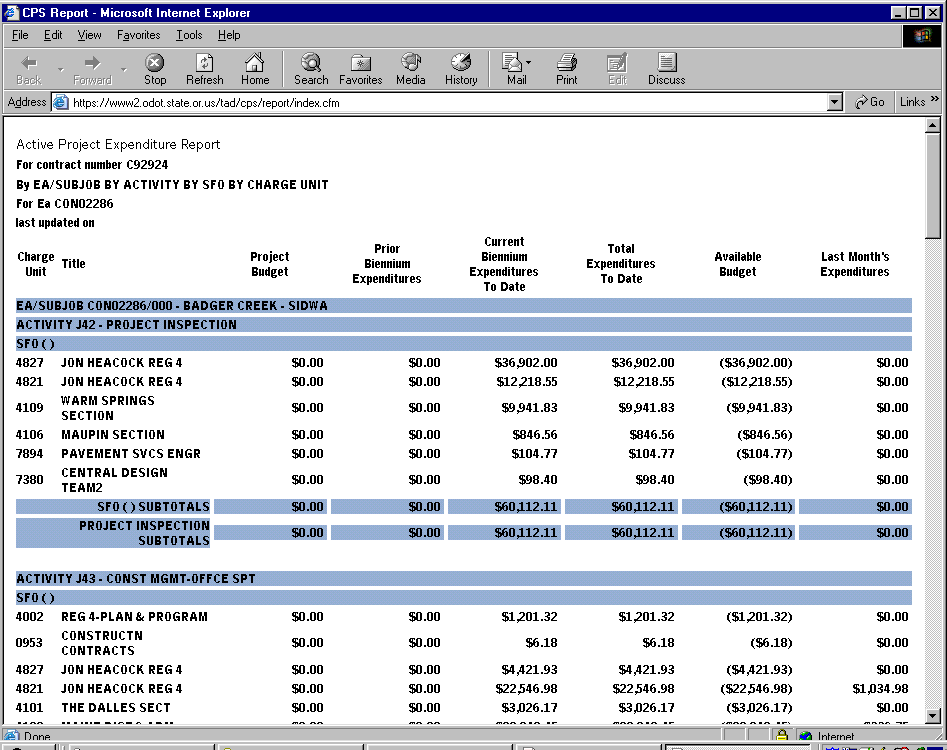 CPS Report - Microsoft Internet Explorer
File Edit View Favorites Tools Help
Back Forward Stop Refresh Home Search Favorites Media History Mail Print Edit Discuss
Address https://www2.odot.state.or.us/tad/cps/report/index.cfm Go Links »
Active Project Expenditure Report
For contract number C92924
By EA/SUBJOB BY ACTIVITY BY SFO BY CHARGE UNIT
For Ea CON02286
last updated on
Charge Unit Title Project Budget Prior Biennium Expenditures Current Biennium Expenditures To Date Total Expenditures To Date Available Budget Last Month's Expenditures
EA/SUBJOB CON02286/000 - BADGER CREEK - SIDWA
ACTIVITY J42 - PROJECT INSPECTION
SFO ( )
4827 JON HEACOCK REG 4 $0.00 $0.00 $36,902.00 $36,902.00 ($36,902.00) $0.00
4821 JON HEACOCK REG 4 $0.00 $0.00 $12,218.55 $12,218.55 ($12,218.55) $0.00
4109 WARM SPRINGS SECTION $0.00 $0.00 $9,941.83 $9,941.83 ($9,941.83) $0.00
4106 MAUPIN SECTION $0.00 $0.00 $846.56 $846.56 ($846.56) $0.00
7894 PAVEMENT SVCS ENGR $0.00 $0.00 $104.77 $104.77 ($104.77) $0.00
7380 CENTRAL DESIGN TEAM2 $0.00 $0.00 $98.40 $98.40 ($98.40) $0.00
SFO ( ) SUBTOTALS $0.00 $0.00 $60,112.11 $60,112.11 ($60,112.11) $0.00
PROJECT INSPECTION SUBTOTALS $0.00 $0.00 $60,112.11 $60,112.11 ($60,112.11) $0.00
ACTIVITY J43 - CONST MGMT-OFFCE SPT
SFO ( )
4002 REG 4-PLAN & PROGRAM $0.00 $0.00 $1,201.32 $1,201.32 ($1,201.32) $0.00
0953 CONSTRUCTN CONTRACTS $0.00 $0.00 $6.18 $6.18 ($6.18) $0.00
4827 JON HEACOCK REG 4 $0.00 $0.00 $4,421.93 $4,421.93 ($4,421.93) $0.00
4821 JON HEACOCK REG 4 $0.00 $0.00 $22,546.98 $22,546.98 ($22,546.98) $1,034.98
4101 THE DALLES SECT $0.00 $0.00 $3,026.17 $3,026.17 ($3,026.17) $0.00
Done Internet